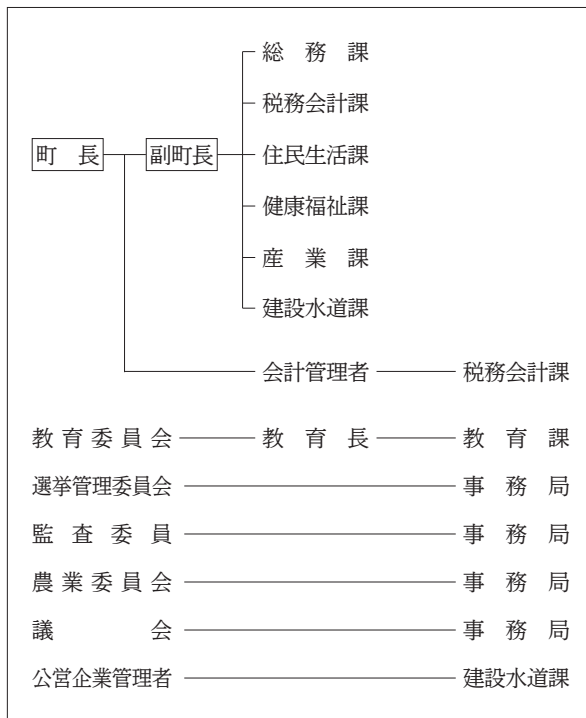 総務課
税務会計課
町長 副町長 住民生活課
健康福祉課
産業課
建設水道課
会計管理者 税務会計課
教育委員会 教育長 教育課
選挙管理委員会 事務局
監査委員 事務局
農業委員会 事務局
議会 事務局
公営企業管理者 建設水道課